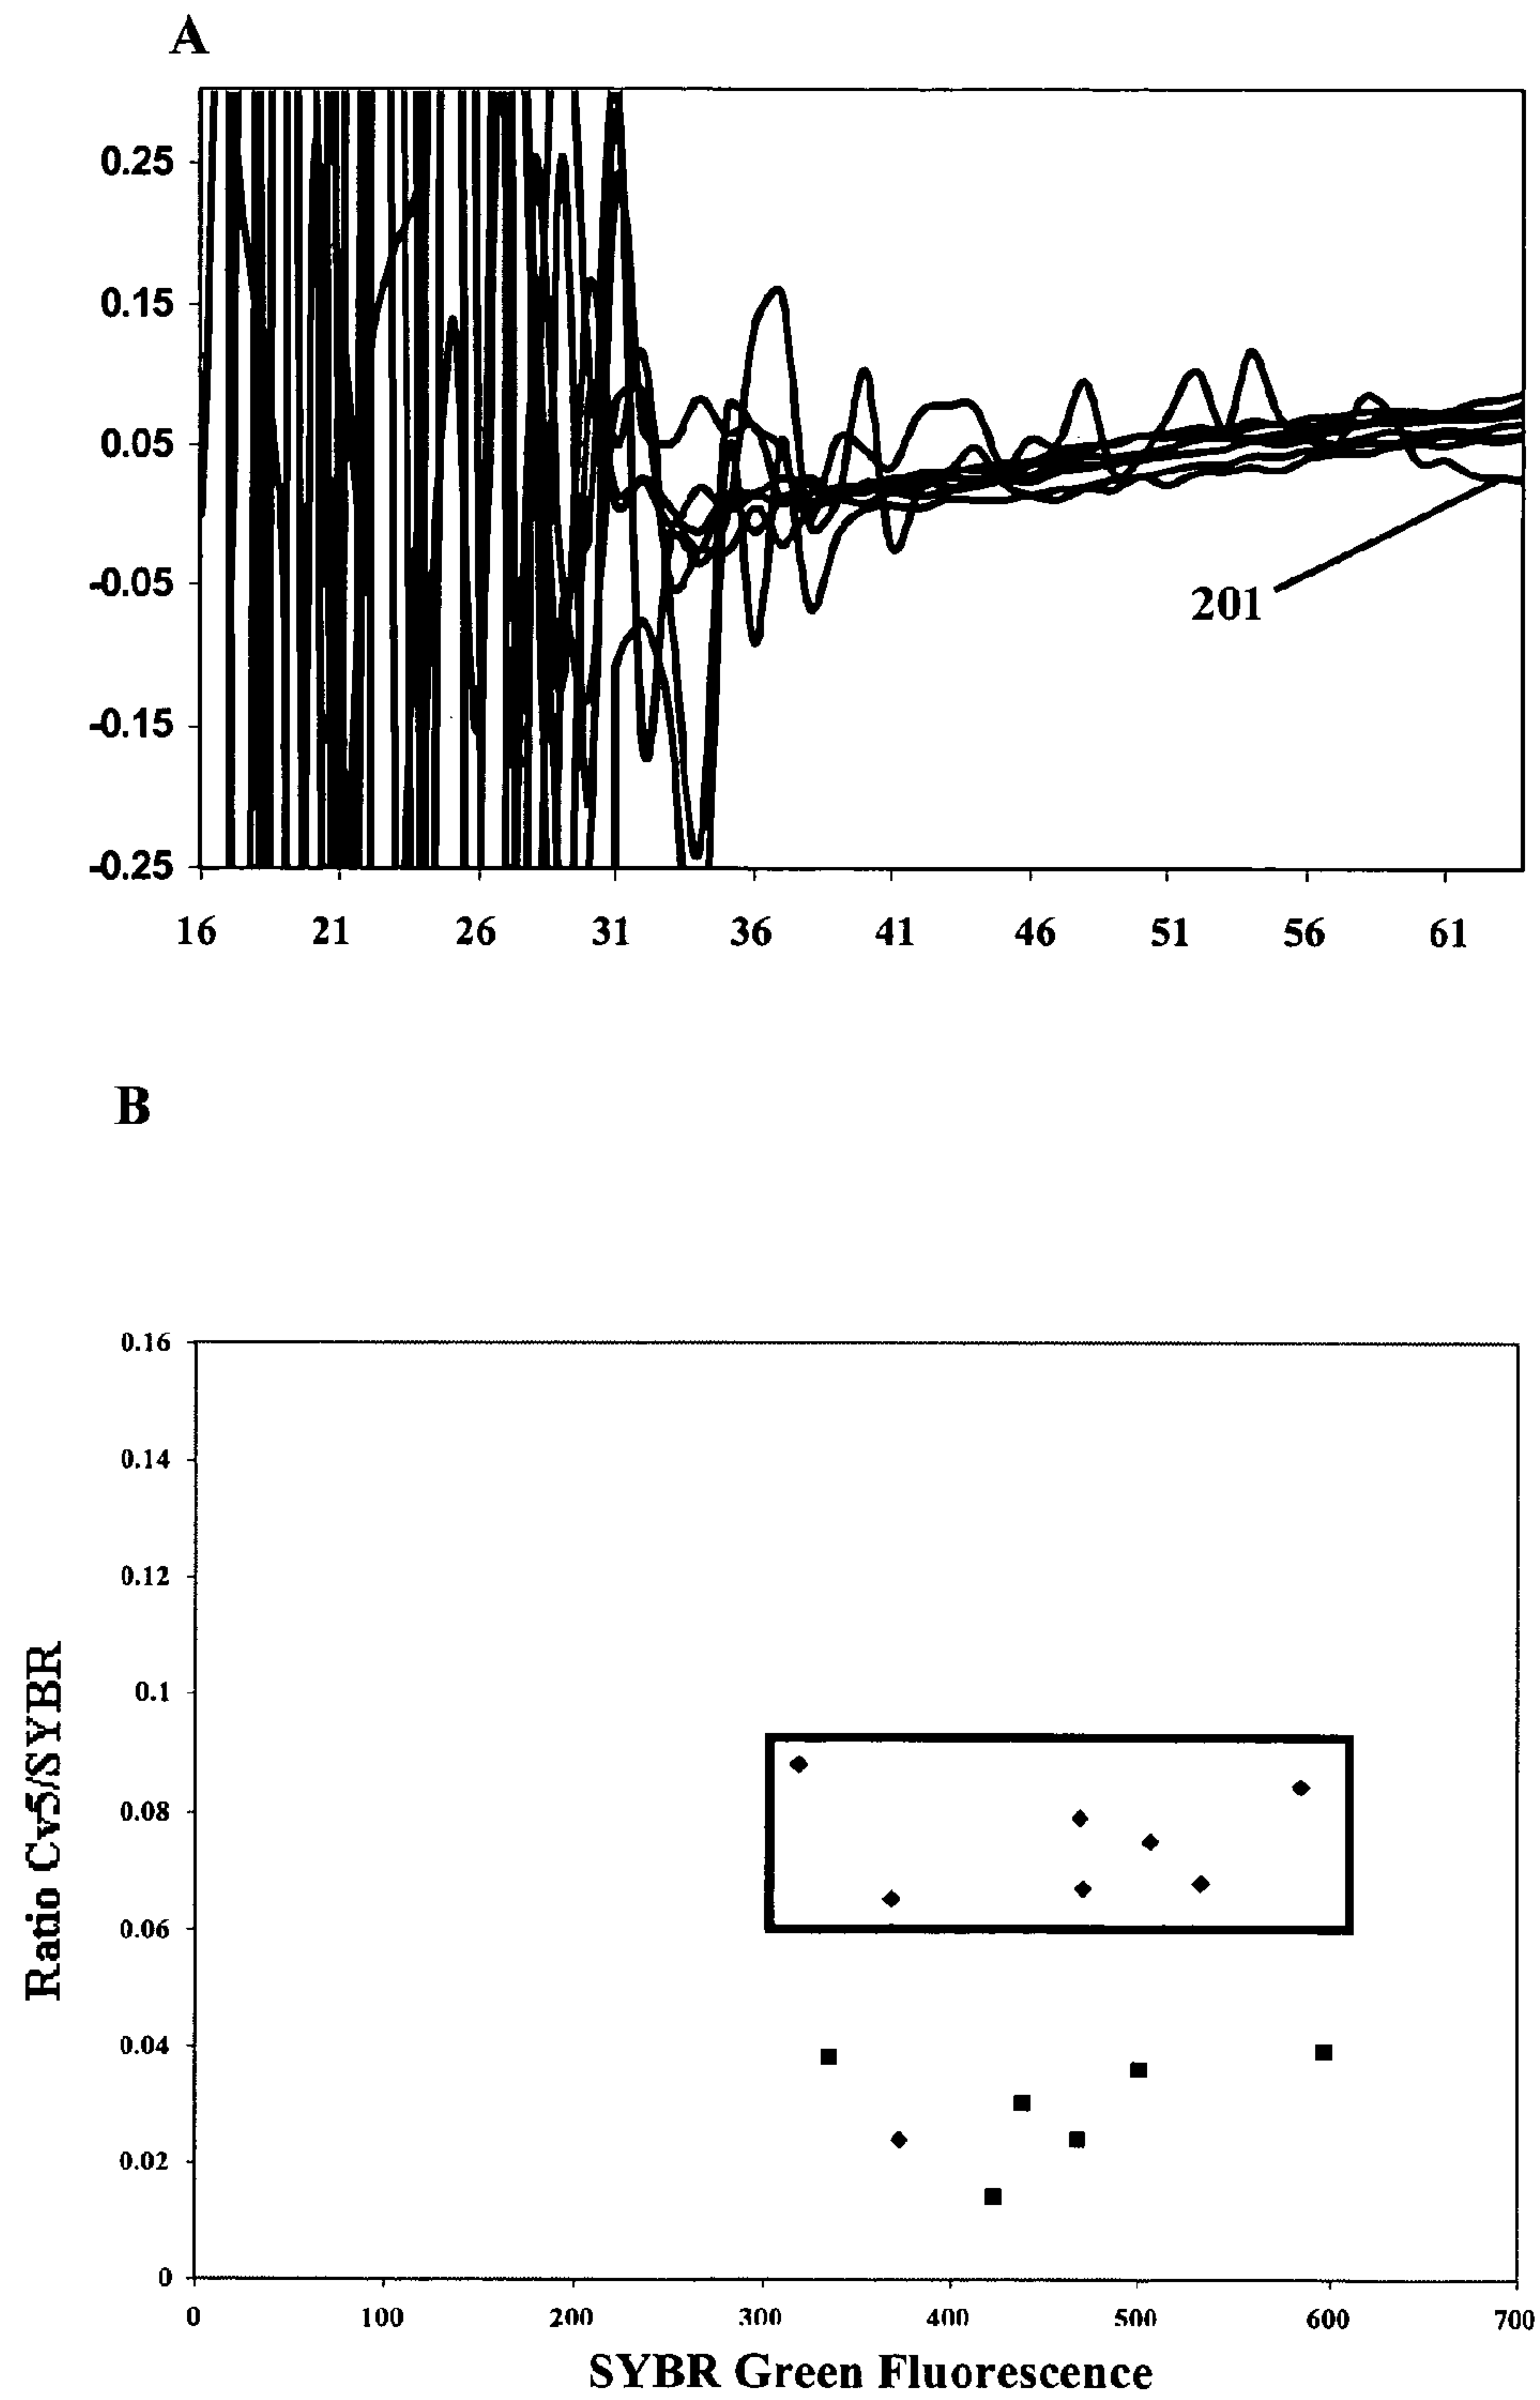 A
0.25
0.15
0.05
-0.05
-0.15
-0.25
201
16 21 26 31 36 41 46 51 56 61
B
0.16
0.14
0.12
0.1
0.08
0.06
0.04
0.02
0
Ratio Cy5/SYBR
0 100 200 300 400 500 600 700
SYBR Green Fluorescence